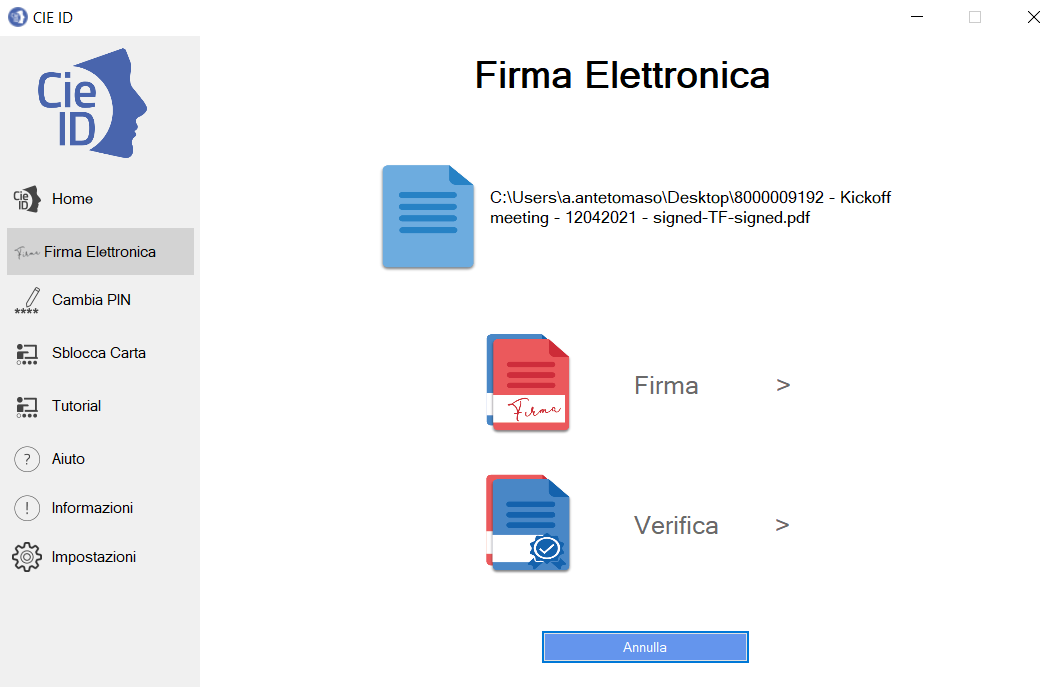 CIE ID
Cie
ID
Firma Elettronica
C:\Users\a.antetomaso\Desktop\8000009192 - Kickoff
meeting - 12042021 - signed-TF-signed.pdf
Cie
ID
Home
Firma
Firma Elettronica
****
Cambia PIN
Sblocca Carta
Tutorial
?
Aiuto
!
Informazioni
Impostazioni
Firma
Firma >
Verifica >
Annulla